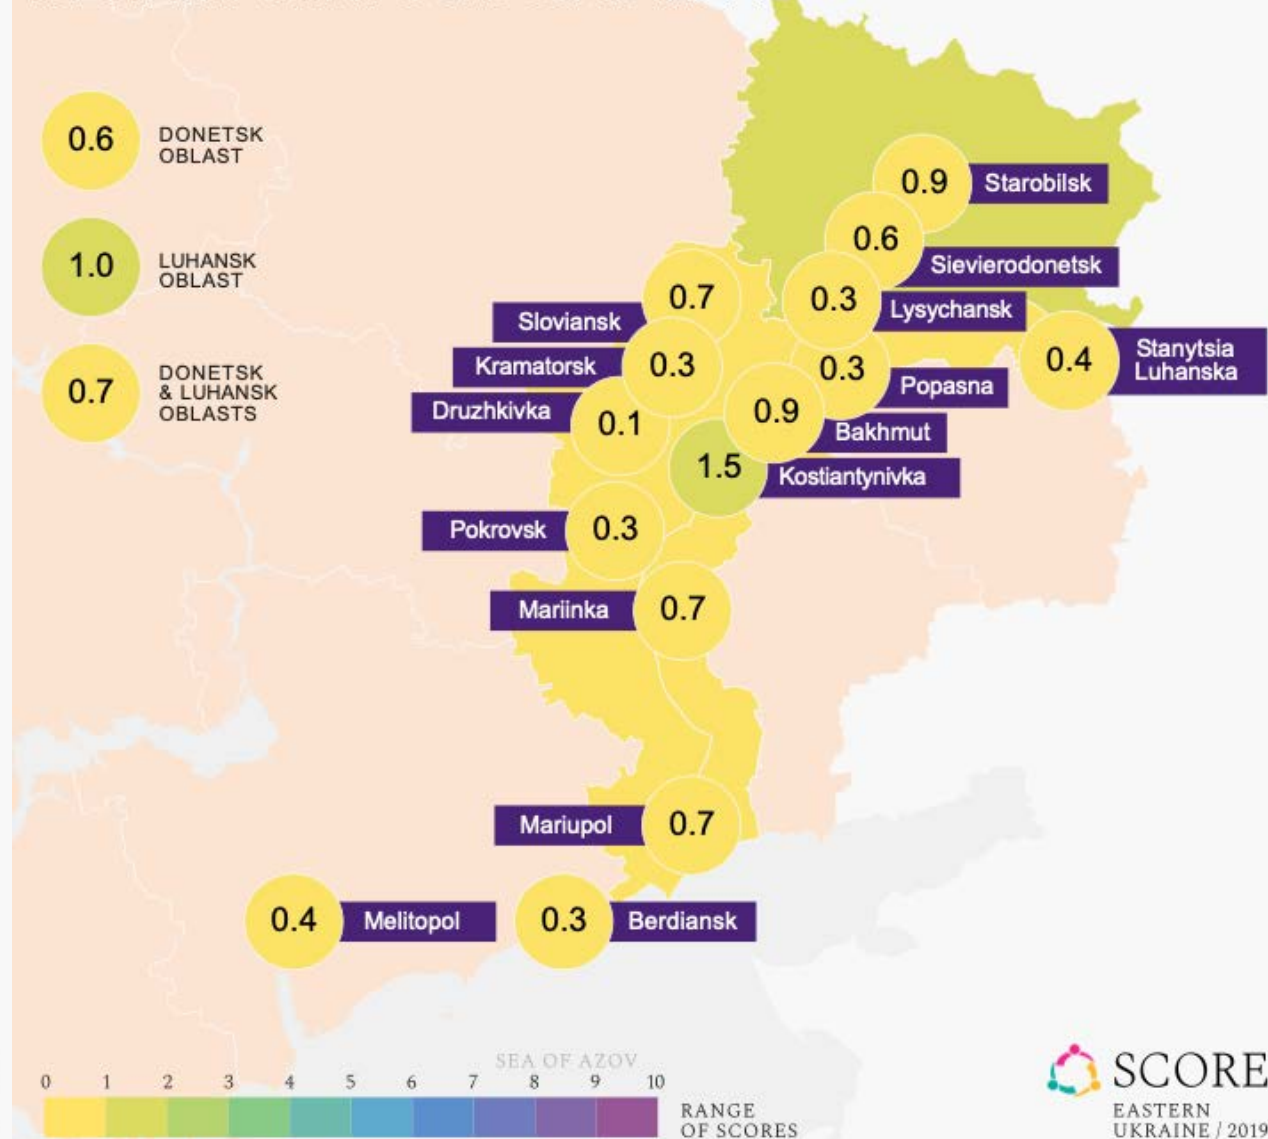 0.6
DONETSK
OBLAST
1.0
LUHANSK
OBLAST
0.7
DONETSK
& LUHANSK
OBLASTS
0.9
Starobilsk
0.6
Sievierodonetsk
0.7
Sloviansk
0.3
Lysychansk
0.3
Kramatorsk
0.3
Popasna
0.4
Stanytsia
Luhanska
0.1
Druzhkivka
0.9
Bakhmut
1.5
Kostiantynivka
Pokrovsk
0.3
Mariinka
0.7
Mariupol
0.7
0.4
Melitopol
0.3
Berdiansk
SEA OF AZOV
0 1 2 3 4 5 6 7 8 9 10
RANGE
OF SCORES
SCORE
EASTERN
UKRAINE / 2019